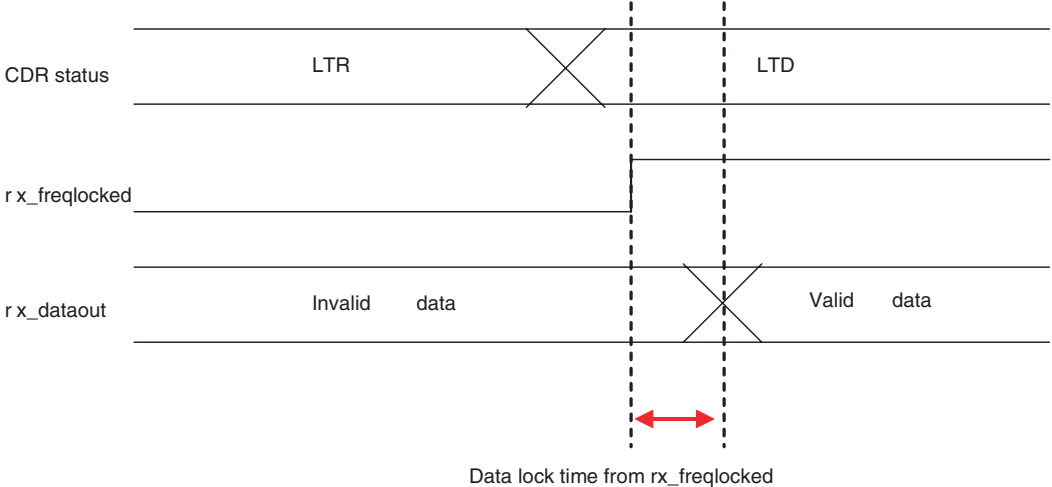 CDR status
LTR
LTD
r x_freqlocked
r x_dataout
Invalid data
Valid data
Data lock time from rx_freqlocked